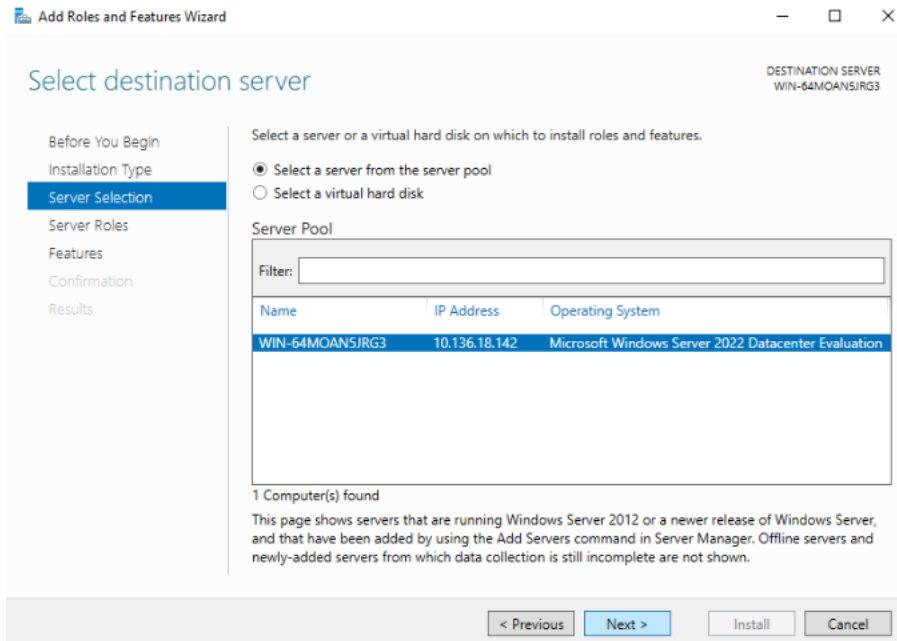 Add Roles and Features Wizard
Select destination server
DESTINATION SERVER
WIN-64MOAN5JRG3
Before You Begin
Installation Type
Server Selection
Server Roles
Features
Confirmation
Results
Select a server or a virtual hard disk on which to install roles and features.
Select a server from the server pool
Select a virtual hard disk
Server Pool
Filter:
Name IP Address Operating System
WIN-64MOAN5JRG3 10.136.18.142 Microsoft Windows Server 2022 Datacenter Evaluation
1 Computer(s) found
This page shows servers that are running Windows Server 2012 or a newer release of Windows Server,
and that have been added by using the Add Servers command in Server Manager. Offline servers and
newly-added servers from which data collection is still incomplete are not shown.
< Previous Next > Install Cancel